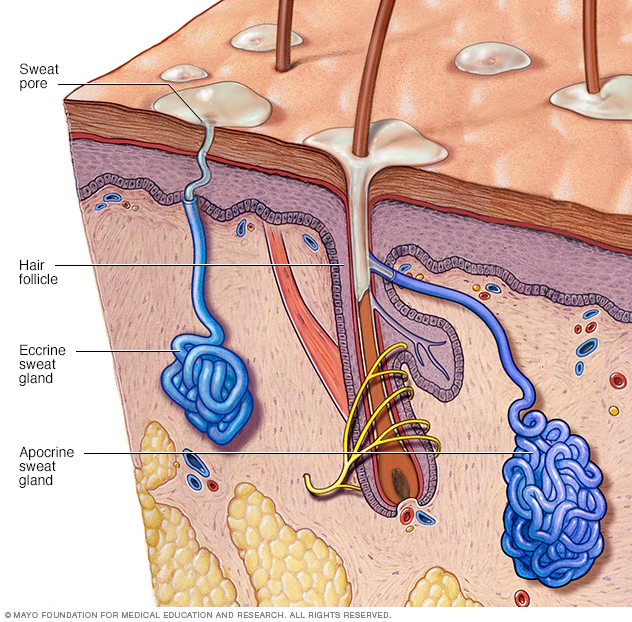 Sweat
pore
Hair
follicle
Eccrine
sweat
gland
Apocrine
sweat
gland
© MAYO FOUNDATION FOR MEDICAL EDUCATION AND RESEARCH. ALL RIGHTS RESERVED.